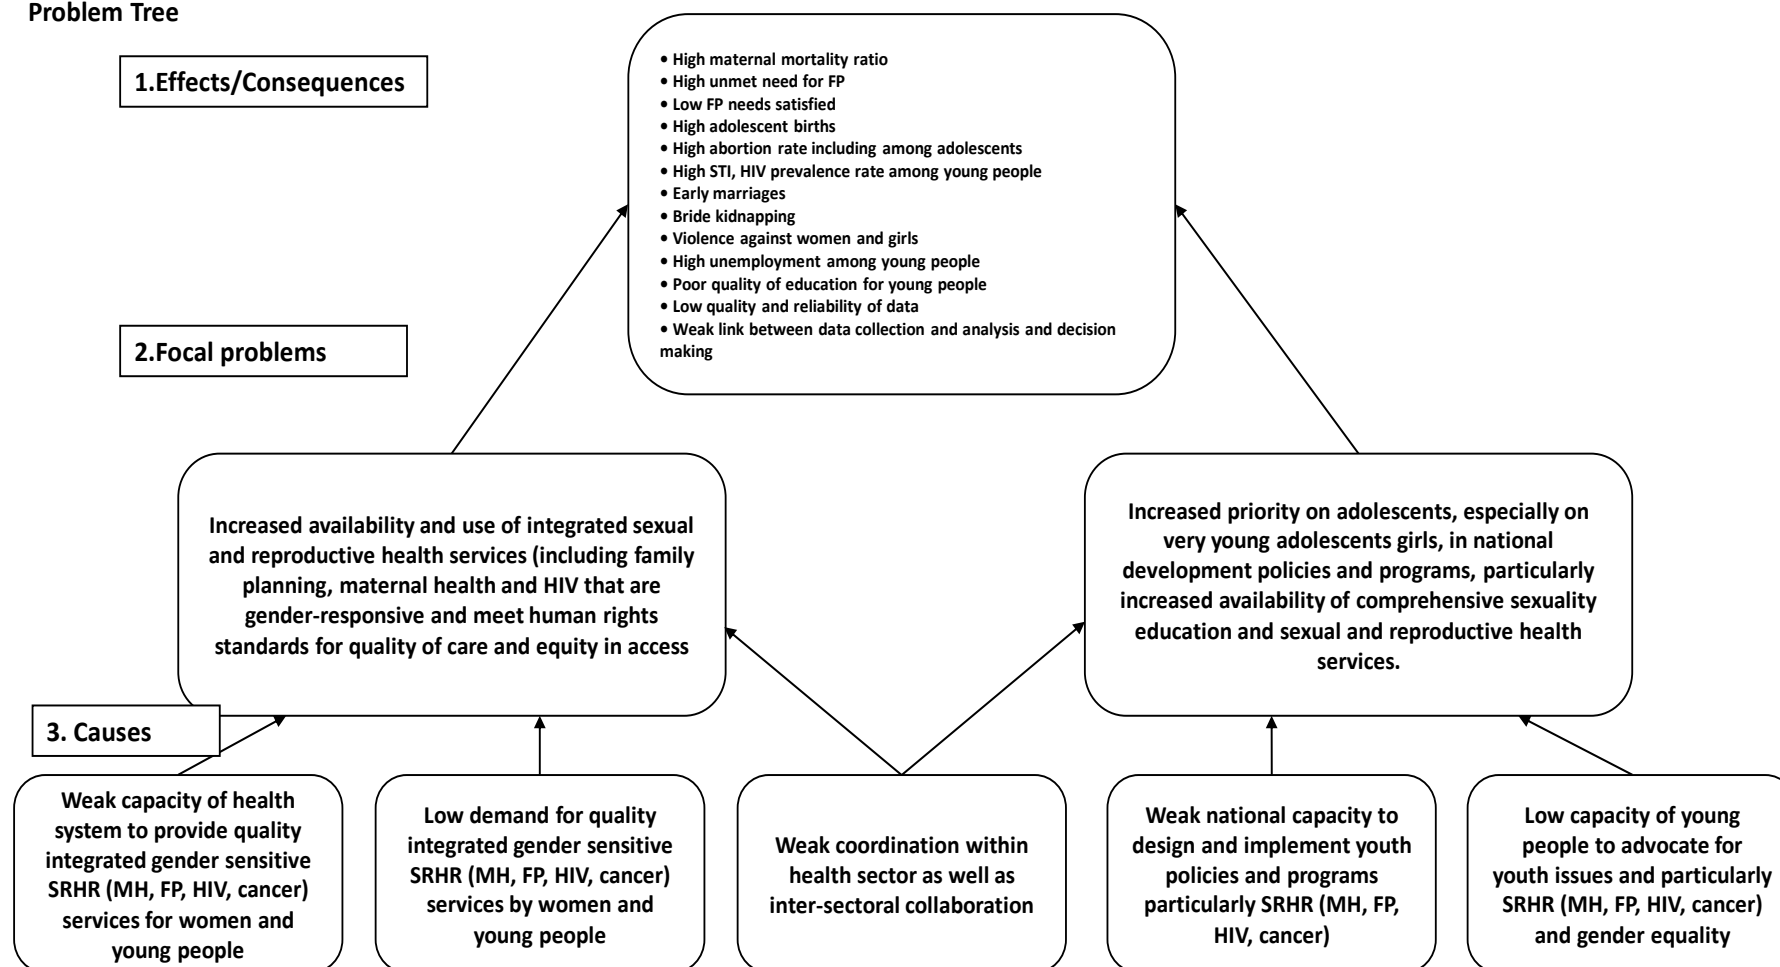 Problem Tree
1.Effects/Consequences
• High maternal mortality ratio
• High unmet need for FP
• Low FP needs satisfied
• High adolescent births
• High abortion rate including among adolescents
• High STI, HIV prevalence rate among young people
• Early marriages
• Bride kidnapping
• Violence against women and girls
• High unemployment among young people
• Poor quality of education for young people
• Low quality and reliability of data
• Weak link between data collection and analysis and decision
making
2.Focal problems
Increased availability and use of integrated sexual
and reproductive health services (including family
planning, maternal health and HIV that are
gender-responsive and meet human rights
standards for quality of care and equity in access
Increased priority on adolescents, especially on
very young adolescents girls, in national
development policies and programs, particularly
increased availability of comprehensive sexuality
education and sexual and reproductive health
services.
3. Causes
Weak capacity of health
system to provide quality
integrated gender sensitive
SRHR (MH, FP, HIV, cancer)
services for women and
young people
Low demand for quality
integrated gender sensitive
SRHR (MH, FP, HIV, cancer)
services by women and
young people
Weak coordination within
health sector as well as
inter-sectoral collaboration
Weak national capacity to
design and implement youth
policies and programs
particularly SRHR (MH, FP,
HIV, cancer)
Low capacity of young
people to advocate for
youth issues and particularly
SRHR (MH, FP, HIV, cancer)
and gender equality